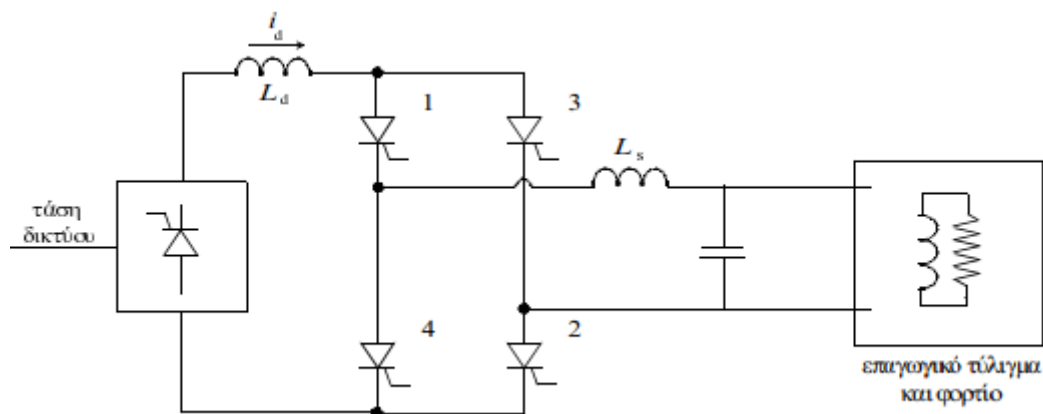 i_d
L_d
1
3
L_s
τάση
δικτύου
4
2
επαγωγικό τύλιγμα
και φορτίο